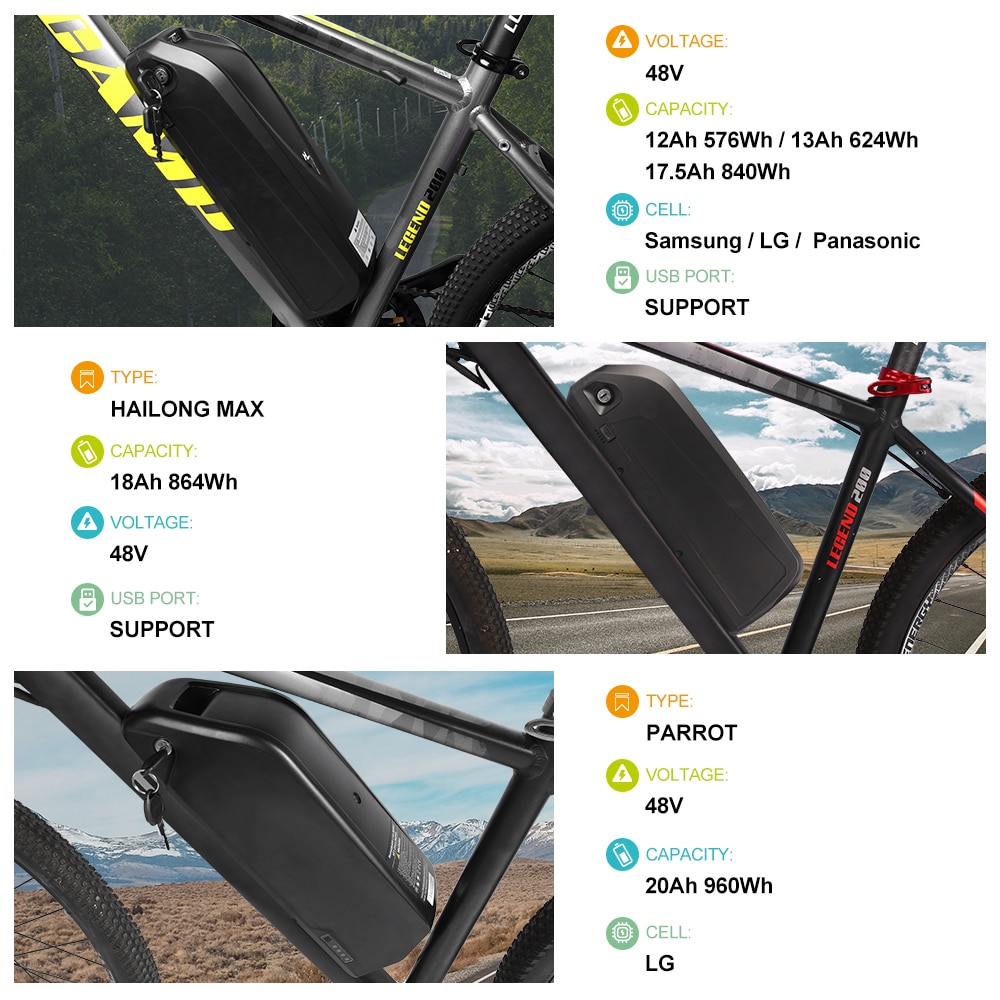 CAMP
LEGEND 200
VOLTAGE:
48V
CAPACITY:
12Ah 576Wh / 13Ah 624Wh
17.5Ah 840Wh
CELL:
Samsung / LG / Panasonic
USB PORT:
SUPPORT
TYPE:
HAILONG MAX
CAPACITY:
18Ah 864Wh
VOLTAGE:
48V
USB PORT:
SUPPORT
LEGEND 200
ENERGY
TYPE:
PARROT
VOLTAGE:
48V
CAPACITY:
20Ah 960Wh
CELL:
LG